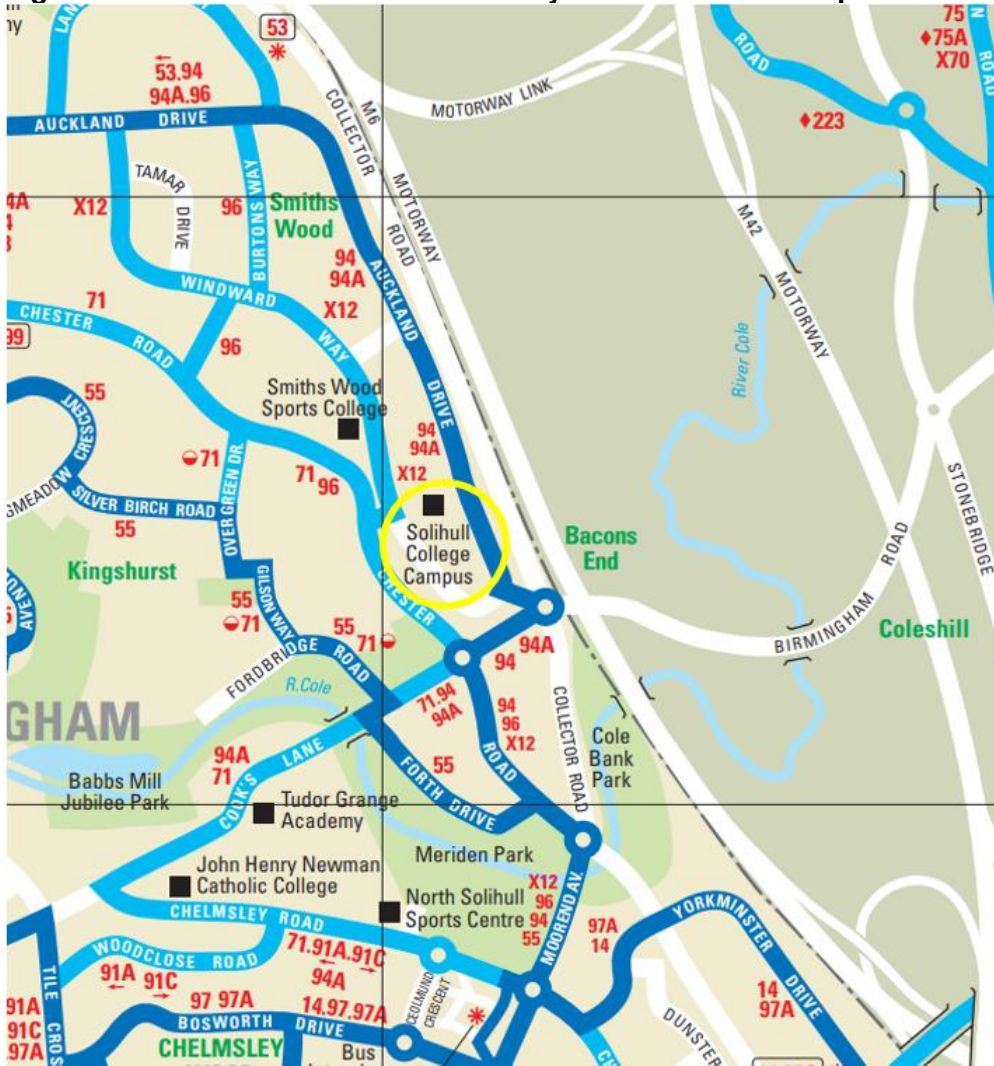 53
53.94
94A.96
AUCKLAND DRIVE
M6
COLLECTOR
ROAD
MOTORWAY
MOTORWAY LINK
ROAD
ROAD
75
♦75A
X70
♦223
TAMAR
DRIVE
X12
96
BURTONS WAY
Smiths
Wood
94
94A
X12
AUCKLAND
DRIVE
M42
MOTORWAY
River Cole
WINDWARD
WAY
71
CHESTER
ROAD
96
Smiths Wood
Sports College
55
CRESCENT
SILVER BIRCH ROAD
55
71
OVERGREEN DR.
71
96
94
94A
X12
Solihull
College
Campus
CHESTER
Bacons
End
STONEBRIDGE
BIRMINGHAM
ROAD
Coleshill
Kingshurst
55
71
GILSON WAY
55
71
FORDBRIDGE
ROAD
R.Cole
94A
94
71.94
94A
94
96
X12
ROAD
COLLECTOR ROAD
Cole
Bank
Park
94A
71
COOK'S
LANE
55
FORTH DRIVE
Babbs Mill
Jubilee Park
Tudor Grange
Academy
Meriden Park
John Henry Newman
Catholic College
North Solihull
Sports Centre
X12
96
94
55
MOOREND AV.
97A
14
YORKMINSTER
DRIVE
14
97A
CHELMSLEY ROAD
WOODCLOSE ROAD
71.91A.91C
94A
91A
91C
97 97A
14.97.97A
BOSWORTH DRIVE
CEOLMUND
CRESCENT
TILE
91A
91C
97A
CHELMSLEY
Bus
DUNSTER